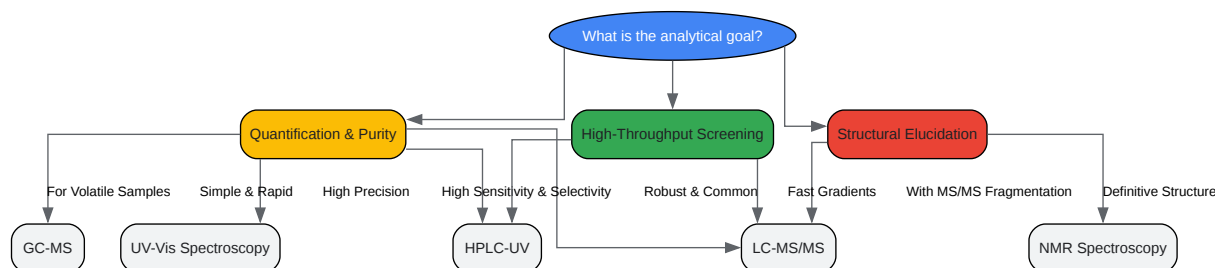 What is the analytical goal?
Quantification & Purity
High-Throughput Screening
Structural Elucidation
For Volatile Samples
Simple & Rapid
High Precision
High Sensitivity & Selectivity
Robust & Common
Fast Gradients
With MS/MS Fragmentation
Definitive Structure
GC-MS
UV-Vis Spectroscopy
HPLC-UV
LC-MS/MS
NMR Spectroscopy